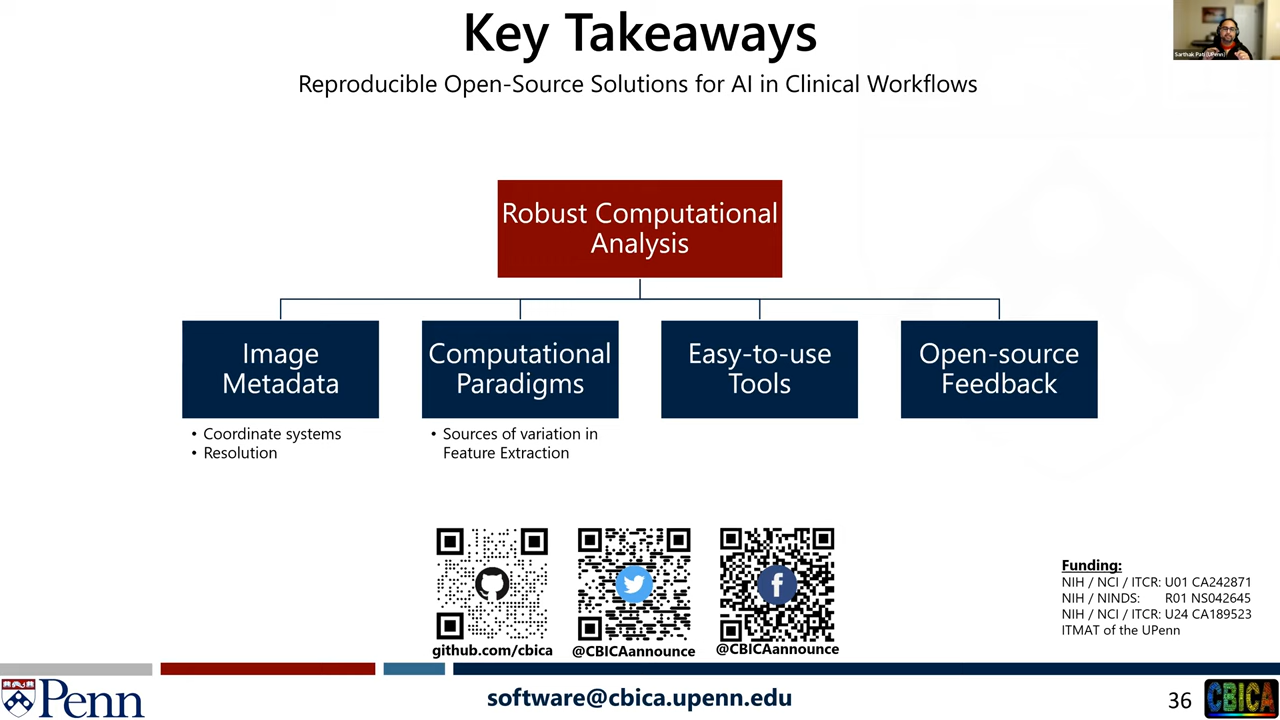 Key Takeaways
Sarthak Pati (UPenn)
Reproducible Open-Source Solutions for AI in Clinical Workflows
Robust Computational
Analysis
Image
Metadata
Computational
Paradigms
Easy-to-use
Tools
Open-source
Feedback
• Coordinate systems
• Resolution
• Sources of variation in
Feature Extraction
github.com/cbica
@CBICAannounce
@CBICAannounce
Funding:
NIH / NCI / ITCR: U01 CA242871
NIH / NINDS: R01 NS042645
NIH / NCI / ITCR: U24 CA189523
ITMAT of the UPenn
Penn
software@cbica.upenn.edu
36
CBICA